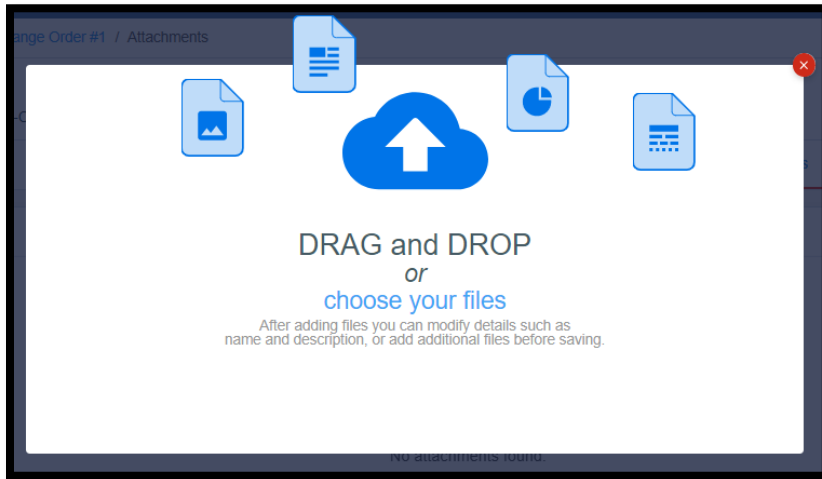 ange Order #1 / Attachments
DRAG and DROP
or
choose your files
After adding files you can modify details such as
name and description, or add additional files before saving.
No attachments found.